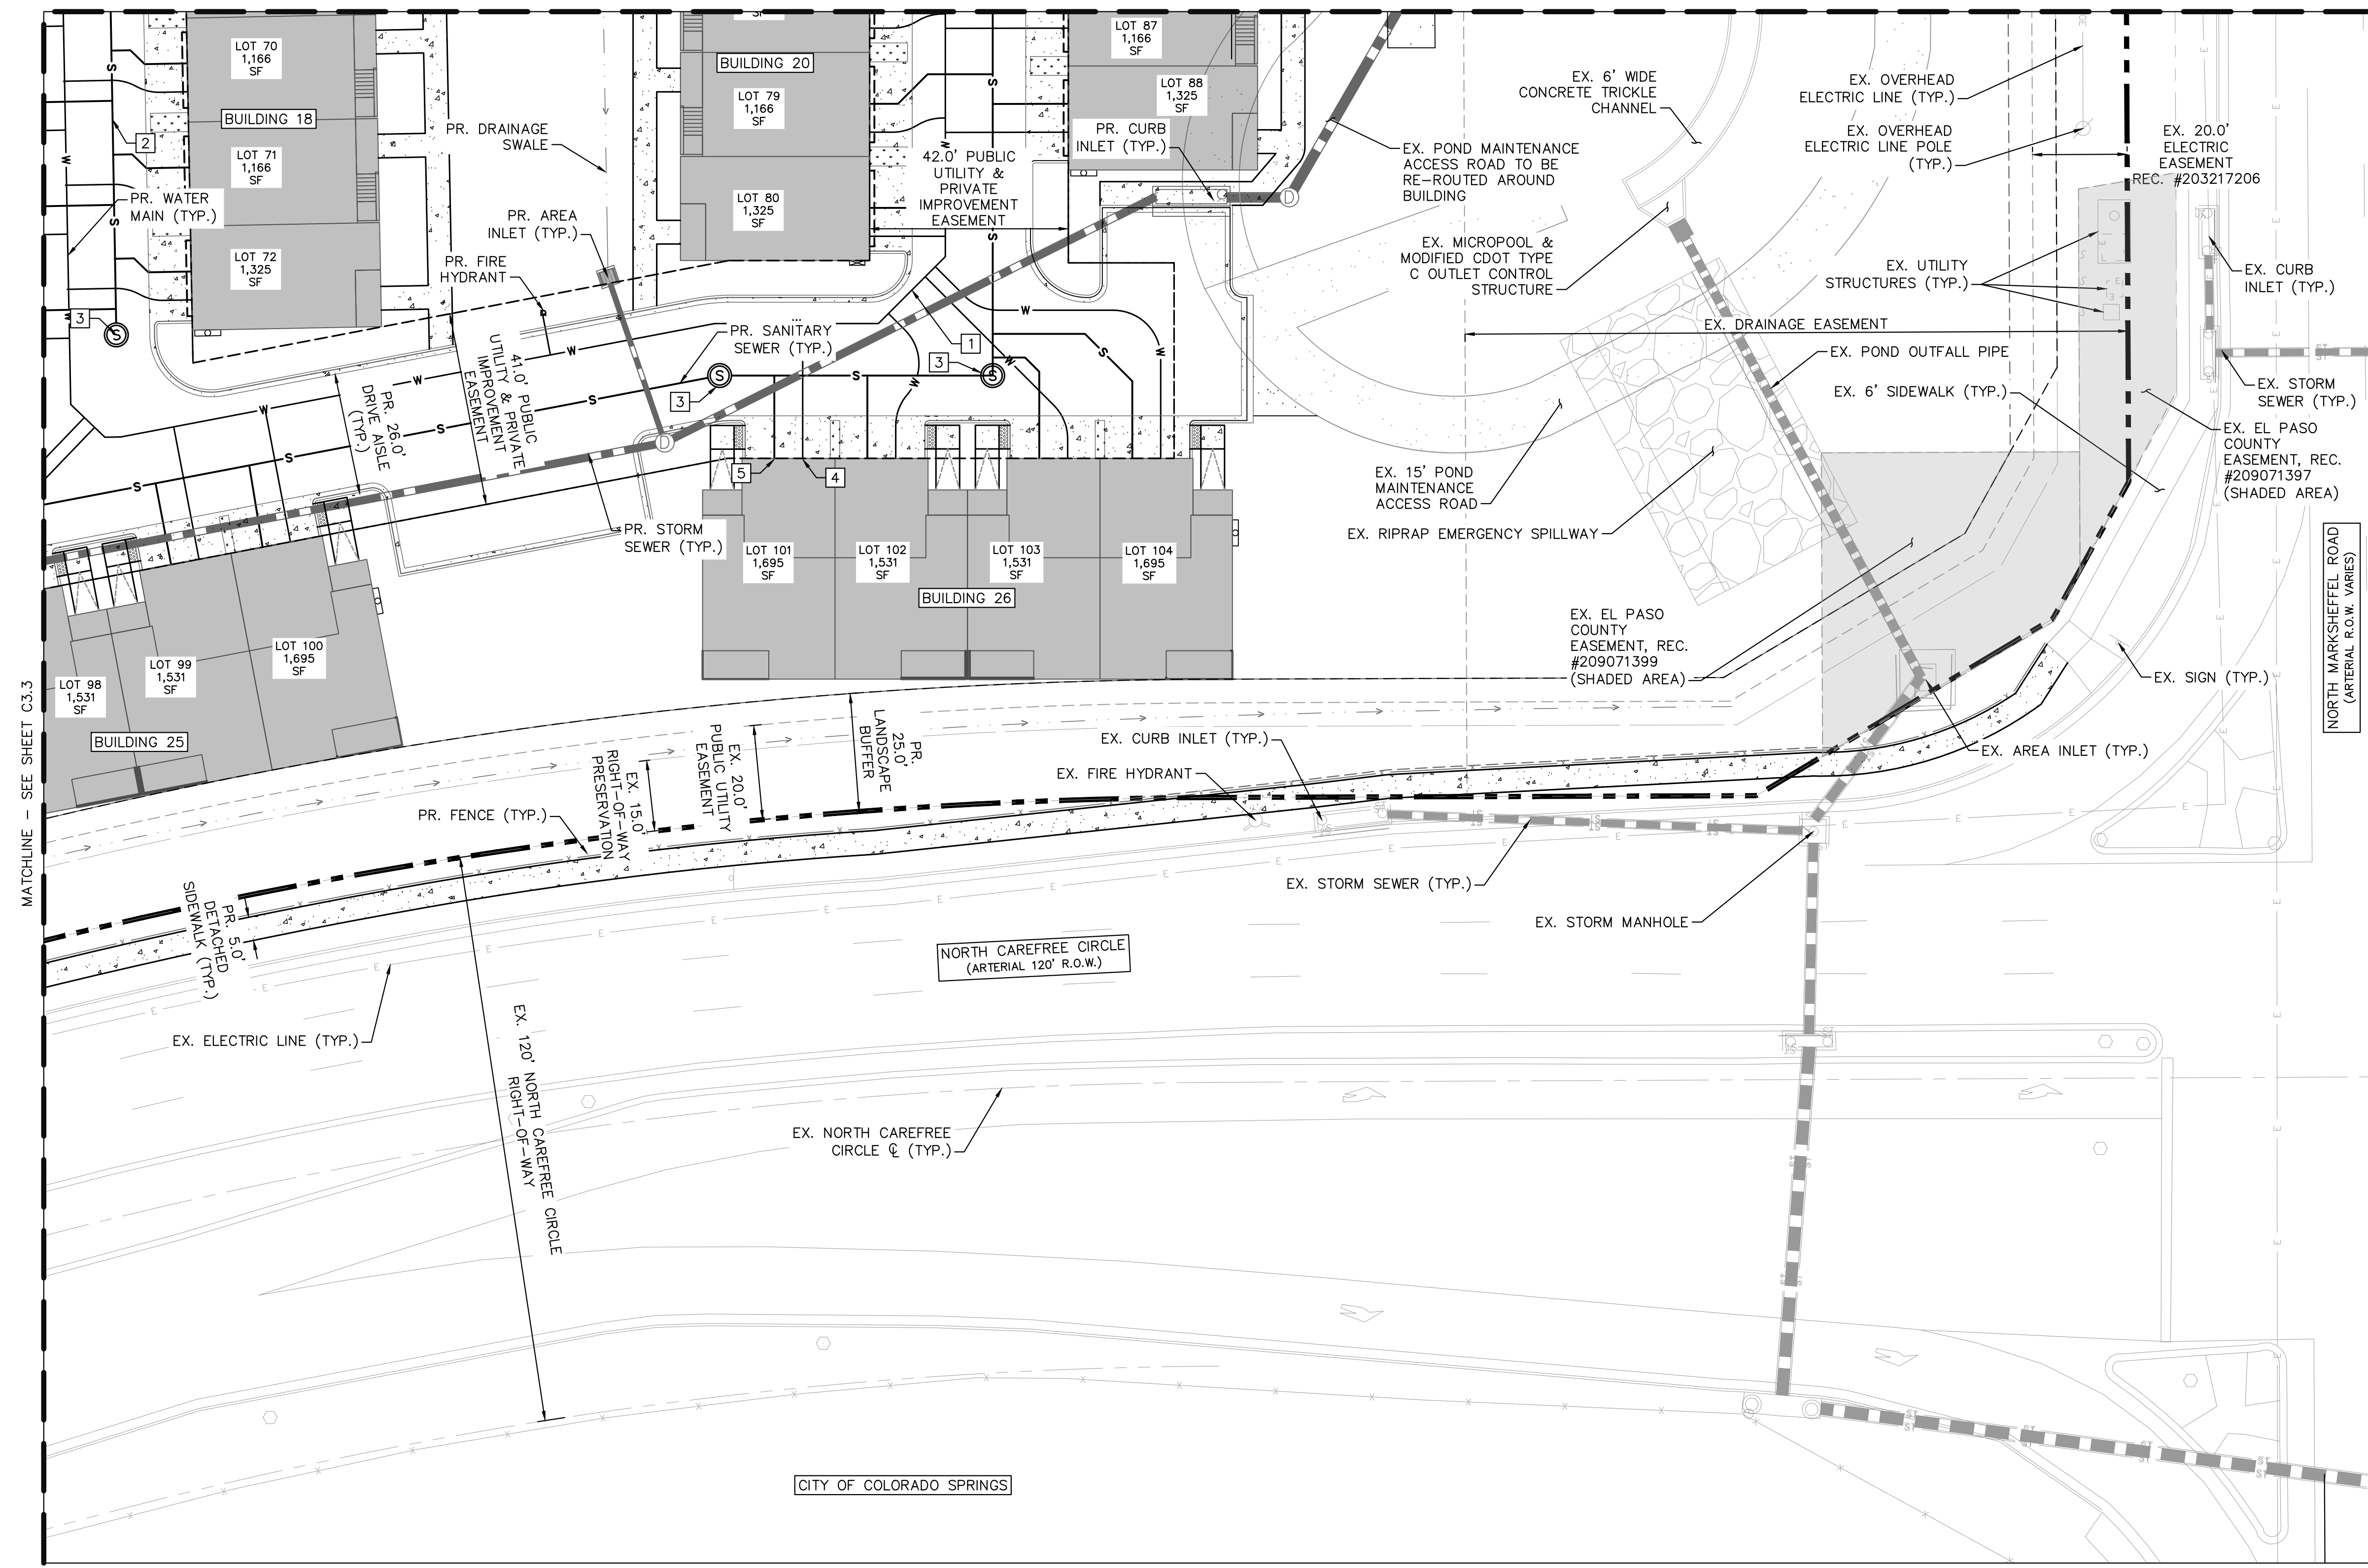 SF
LOT 70
1,166
SF
BUILDING 18
LOT 71
1,166
SF
LOT 72
1,325
SF
2
3
PR. WATER
MAIN (TYP.)
PR. DRAINAGE
SWALE
PR. AREA
INLET (TYP.)
PR. FIRE
HYDRANT
BUILDING 20
LOT 79
1,166
SF
LOT 80
1,325
SF
42.0' PUBLIC
UTILITY &
PRIVATE
IMPROVEMENT
EASEMENT
LOT 87
1,166
SF
LOT 88
1,325
SF
PR. CURB
INLET (TYP.)
EX. POND MAINTENANCE
ACCESS ROAD TO BE
RE-ROUTED AROUND
BUILDING
EX. 6' WIDE
CONCRETE TRICKLE
CHANNEL
EX. MICROPOOL &
MODIFIED CDOT TYPE
C OUTLET CONTROL
STRUCTURE
EX. OVERHEAD
ELECTRIC LINE (TYP.)
EX. OVERHEAD
ELECTRIC LINE POLE
(TYP.)
EX. 20.0'
ELECTRIC
EASEMENT
REC. #203217206
EX. UTILITY
STRUCTURES (TYP.)
EX. CURB
INLET (TYP.)
EX. DRAINAGE EASEMENT
EX. POND OUTFALL PIPE
EX. 6' SIDEWALK (TYP.)
EX. STORM
SEWER (TYP.)
EX. EL PASO
COUNTY
EASEMENT, REC.
#209071397
(SHADED AREA)
PR. SANITARY
SEWER (TYP.)
1
3
3
41.0' PUBLIC
UTILITY & PRIVATE
IMPROVEMENT
EASEMENT
PR. 26.0'
DRIVE AISLE
(TYP.)
5
4
PR. STORM
SEWER (TYP.)
EX. 15' POND
MAINTENANCE
ACCESS ROAD
EX. RIPRAP EMERGENCY SPILLWAY
LOT 101
1,695
SF
LOT 102
1,531
SF
LOT 103
1,531
SF
LOT 104
1,695
SF
BUILDING 26
EX. EL PASO
COUNTY
EASEMENT, REC.
#209071399
(SHADED AREA)
LOT 98
1,531
SF
LOT 99
1,531
SF
LOT 100
1,695
SF
BUILDING 25
MATCHLINE - SEE SHEET C3.3
NORTH MARKSHEFFEL ROAD
(ARTERIAL R.O.W. VARIES)
EX. SIGN (TYP.)
EX. AREA INLET (TYP.)
PR.
25.0'
LANDSCAPE
BUFFER
EX. 20.0'
PUBLIC UTILITY
EASEMENT
EX. 15.0'
RIGHT-OF-WAY
PRESERVATION
EX. CURB INLET (TYP.)
EX. FIRE HYDRANT
PR. FENCE (TYP.)
PR. 5.0'
DETACHED
SIDEWALK (TYP.)
EX. STORM SEWER (TYP.)
EX. STORM MANHOLE
NORTH CAREFREE CIRCLE
(ARTERIAL 120' R.O.W.)
EX. ELECTRIC LINE (TYP.)
EX. 120' NORTH CAREFREE CIRCLE
RIGHT-OF-WAY
EX. NORTH CAREFREE
CIRCLE ℄ (TYP.)
CITY OF COLORADO SPRINGS